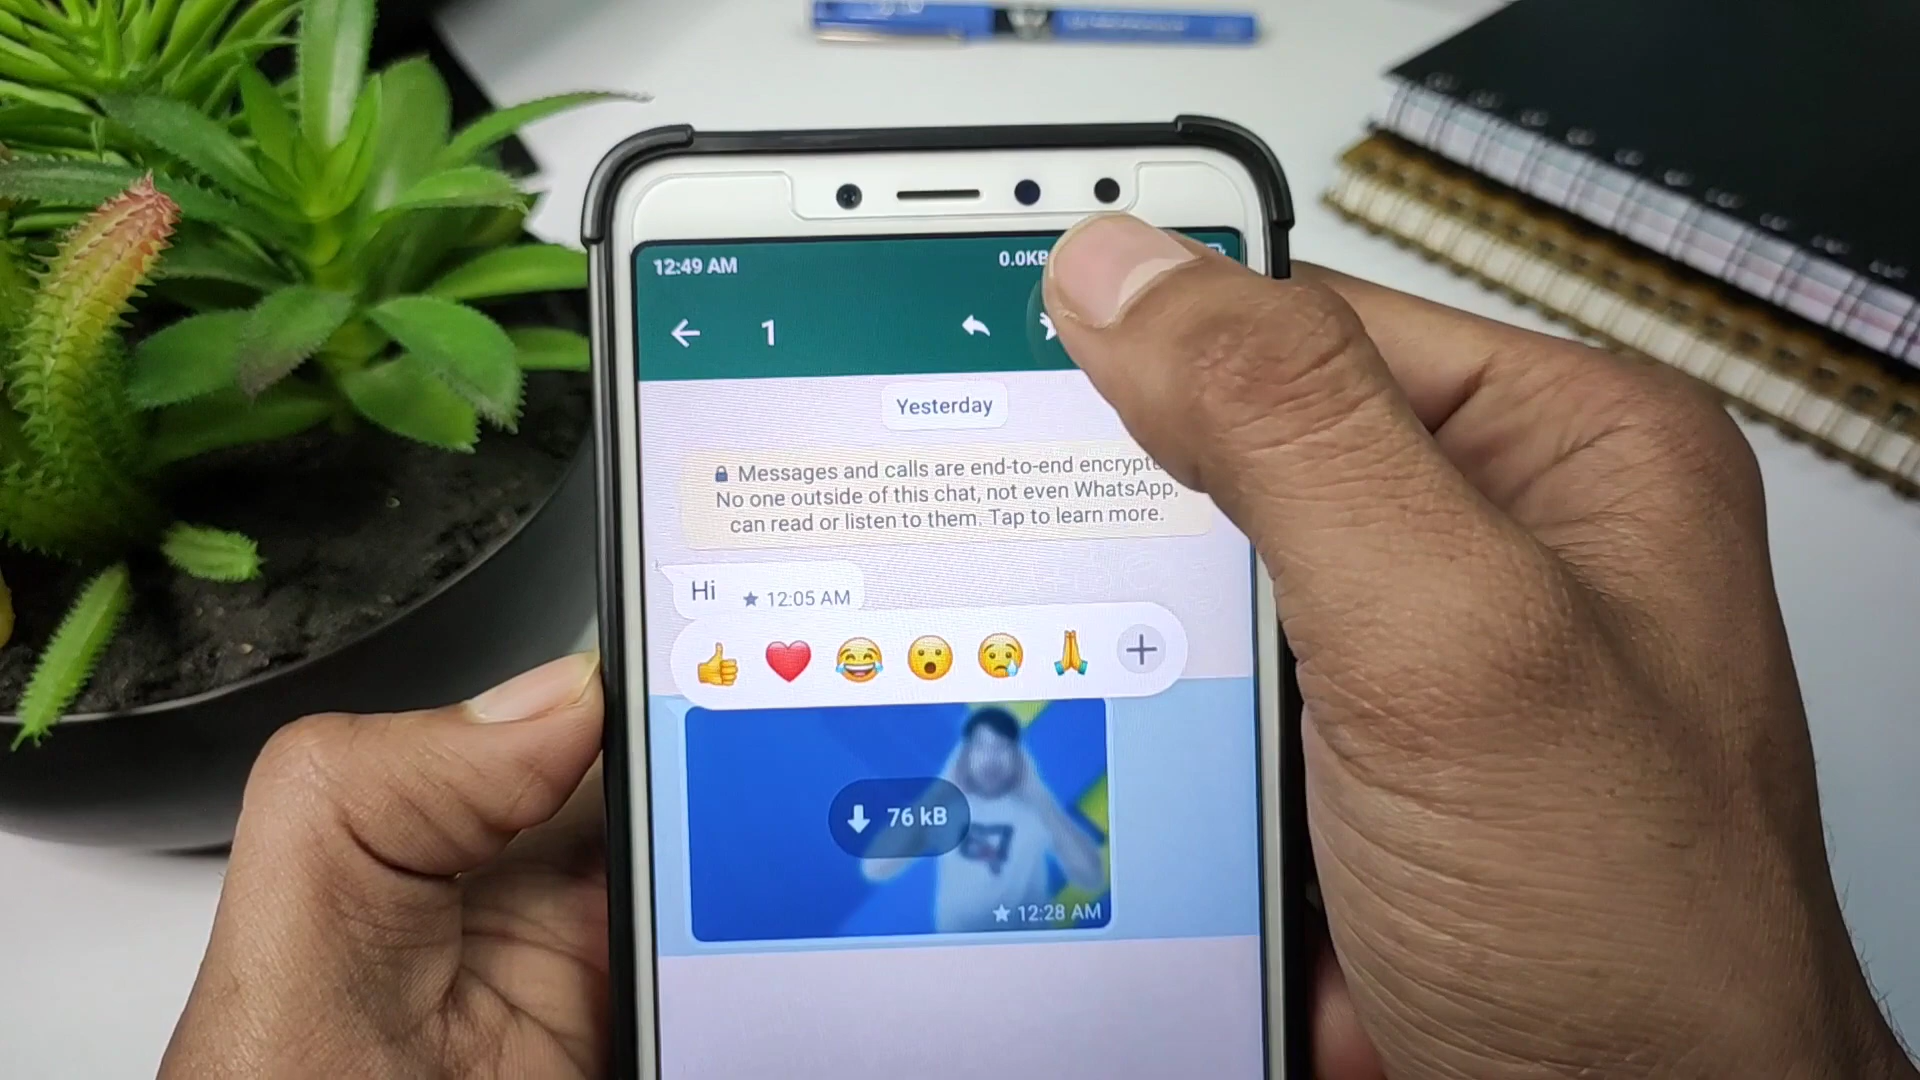 12:49 AM
0.0KB
1
Yesterday
Messages and calls are end-to-end encrypte
No one outside of this chat, not even WhatsApp,
can read or listen to them. Tap to learn more.
Hi
12:05 AM
76 kB
12:28 AM